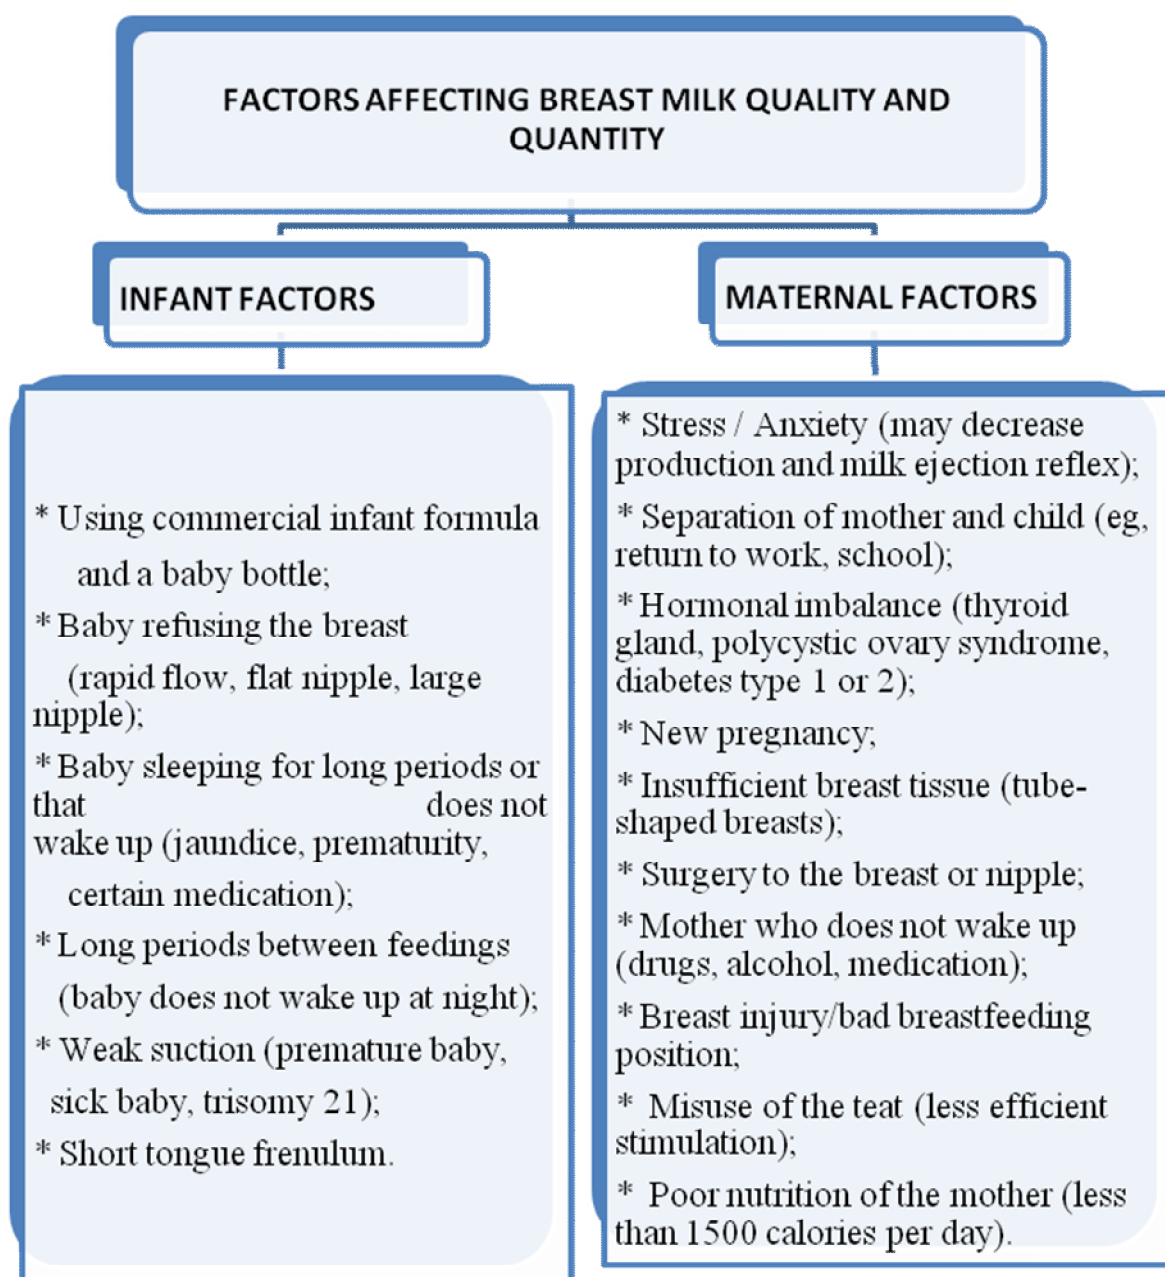 FACTORS AFFECTING BREAST MILK QUALITY AND
QUANTITY
INFANT FACTORS
* Using commercial infant formula
and a baby bottle;
* Baby refusing the breast
(rapid flow, flat nipple, large
nipple);
* Baby sleeping for long periods or
that does not
wake up (jaundice, prematurity,
certain medication);
* Long periods between feedings
(baby does not wake up at night);
* Weak suction (premature baby,
sick baby, trisomy 21);
* Short tongue frenulum.
MATERNAL FACTORS
* Stress / Anxiety (may decrease
production and milk ejection reflex);
* Separation of mother and child (eg,
return to work, school);
* Hormonal imbalance (thyroid
gland, polycystic ovary syndrome,
diabetes type 1 or 2);
* New pregnancy;
* Insufficient breast tissue (tube-
shaped breasts);
* Surgery to the breast or nipple;
* Mother who does not wake up
(drugs, alcohol, medication);
* Breast injury/bad breastfeeding
position;
* Misuse of the teat (less efficient
stimulation);
* Poor nutrition of the mother (less
than 1500 calories per day).